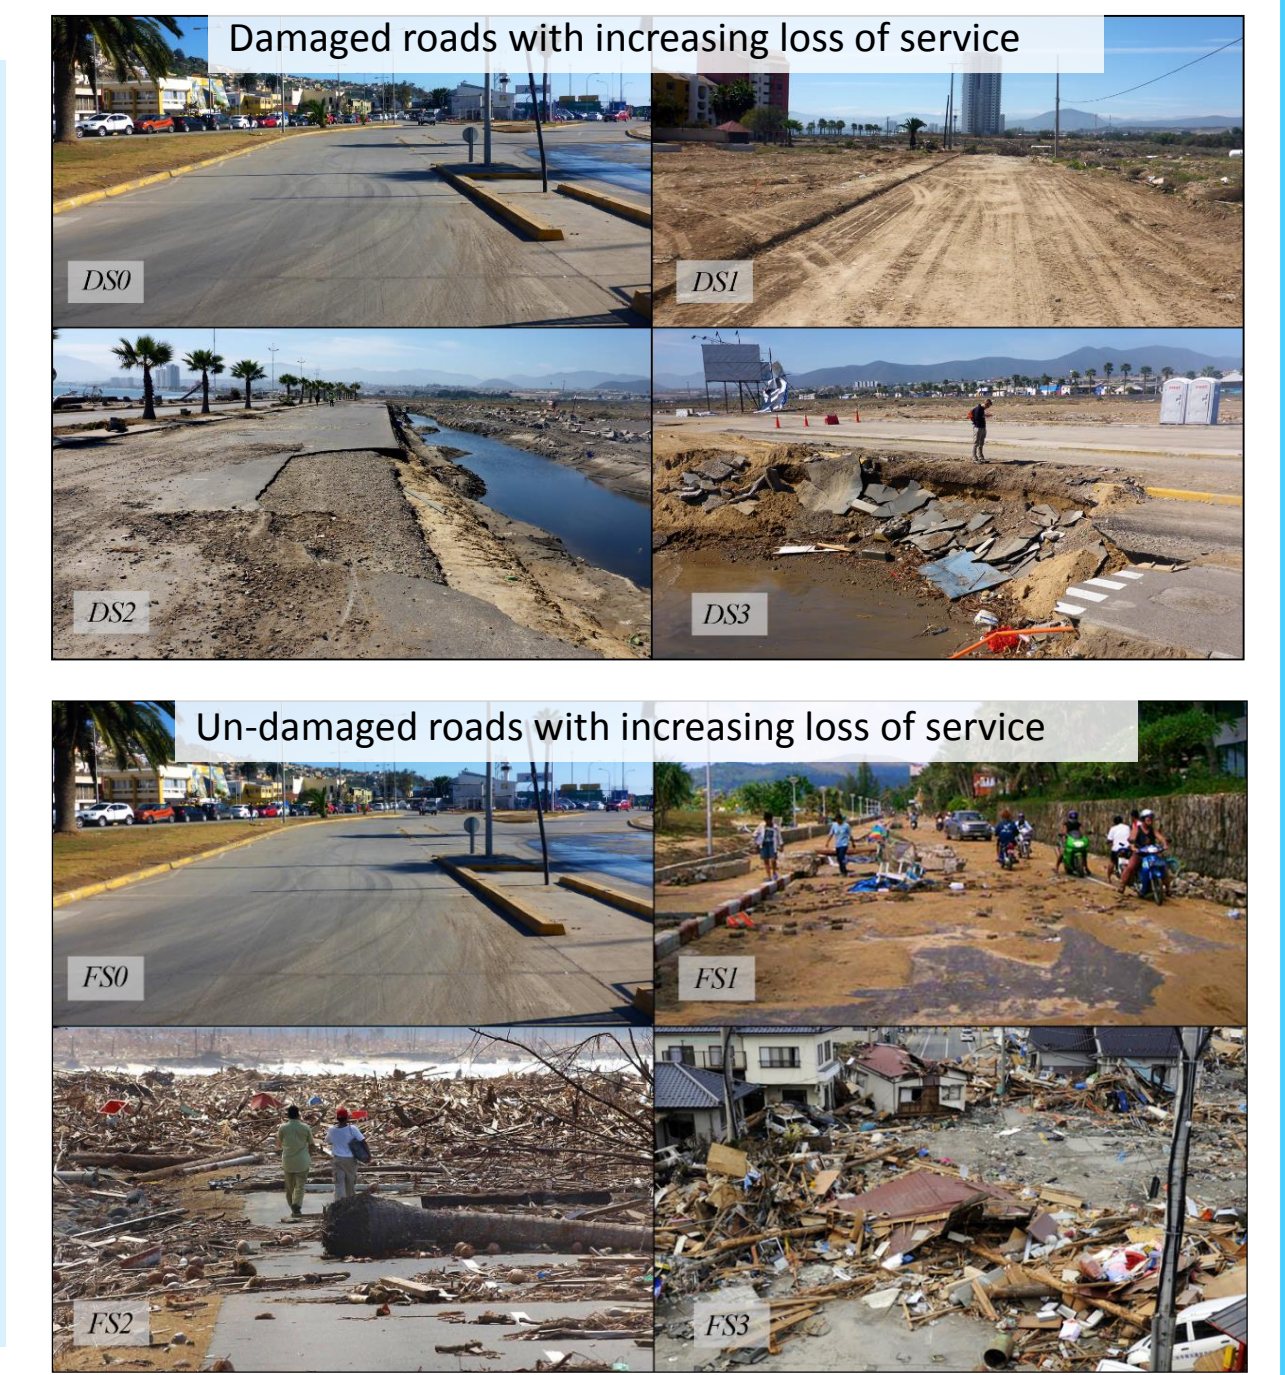 Damaged roads with increasing loss of service
DS0
DS1
DS2
DS3
Un-damaged roads with increasing loss of service
FS0
FS1
FS2
FS3